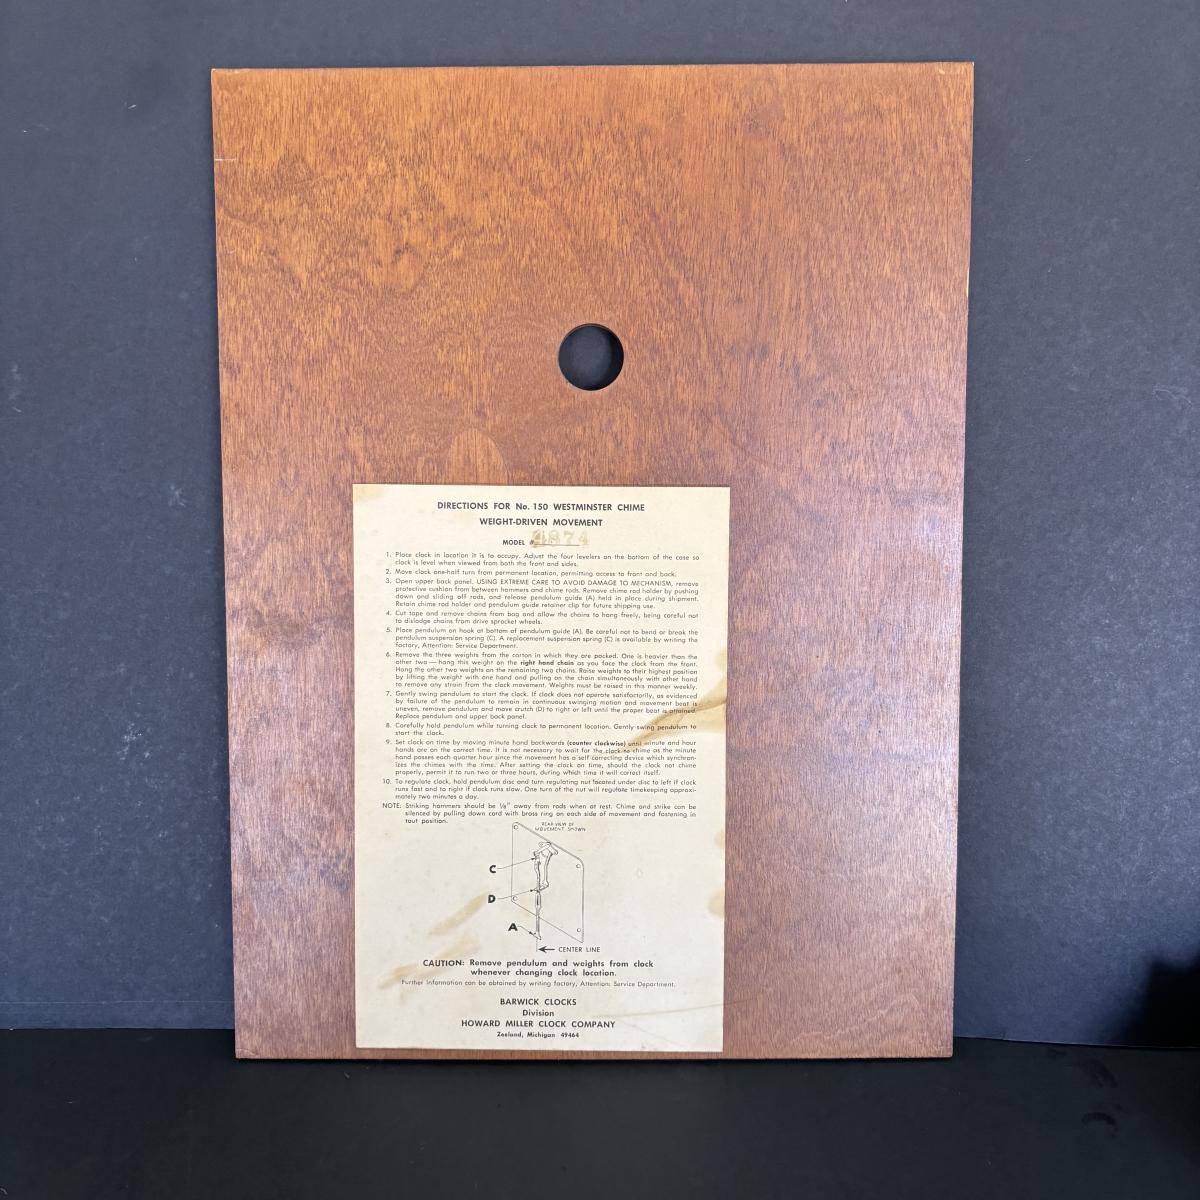 DIRECTIONS FOR No. 150 WESTMINSTER CHIME
WEIGHT-DRIVEN MOVEMENT
MODEL # 4874
1. Place clock in location it is to occupy. Adjust the four levelers on the bottom of the case so
clock is level when viewed from both the front and sides.
2. Move clock one-half turn from permanent location, permitting access to front and back.
3. Open upper back panel. USING EXTREME CARE TO AVOID DAMAGE TO MECHANISM, remove
protective cushion from between hammers and chime rods. Remove chime rod holder by pushing
down and sliding off rods, and release pendulum guide (A) held in place during shipment.
Retain chime rod holder and pendulum guide retainer clip for future shipping use.
4. Cut tape and remove chains from bag and allow the chains to hang freely, being careful not
to dislodge chains from drive sprocket wheels.
5. Place pendulum on hook at bottom of pendulum guide (A). Be careful not to bend or break the
pendulum suspension spring (C). A replacement suspension spring (C) is available by writing the
factory, Attention: Service Department.
6. Remove the three weights from the carton in which they are packed. One is heavier than the
other two — hang this weight on the right hand chain as you face the clock from the front.
Hang the other two weights on the remaining two chains. Raise weights to their highest position
by lifting the weight with one hand and pulling on the chain simultaneously with other hand
to remove any strain from the clock movement. Weights must be raised in this manner weekly.
7. Gently swing pendulum to start the clock. If clock does not operate satisfactorily, as evidenced
by failure of the pendulum to remain in continuous swinging motion and movement beat is
uneven, remove pendulum and move crutch (D) to right or left until the proper beat is attained.
Replace pendulum and upper back panel.
8. Carefully hold pendulum while turning clock to permanent location. Gently swing pendulum to
start the clock.
9. Set clock on time by moving minute hand backwards (counter clockwise) until minute and hour
hands are on the correct time. It is not necessary to wait for the clock to chime as the minute
hand passes each quarter hour since the movement has a self correcting device which synchron-
izes the chimes with the time. After setting the clock on time, should the clock not chime
properly, permit it to run two or three hours, during which time it will correct itself.
10. To regulate clock, hold pendulum disc and turn regulating nut located under disc to left if clock
runs fast and to right if clock runs slow. One turn of the nut will regulate timekeeping approxi-
mately two minutes a day.
NOTE: Striking hammers should be ⅛" away from rods when at rest. Chime and strike can be
silenced by pulling down cord with brass ring on each side of movement and fastening in
taut position.
REAR VIEW OF
MOVEMENT SHOWN
C
D
A
CENTER LINE
CAUTION: Remove pendulum and weights from clock
whenever changing clock location.
Further information can be obtained by writing factory, Attention: Service Department.
BARWICK CLOCKS
Division
HOWARD MILLER CLOCK COMPANY
Zeeland, Michigan 49464